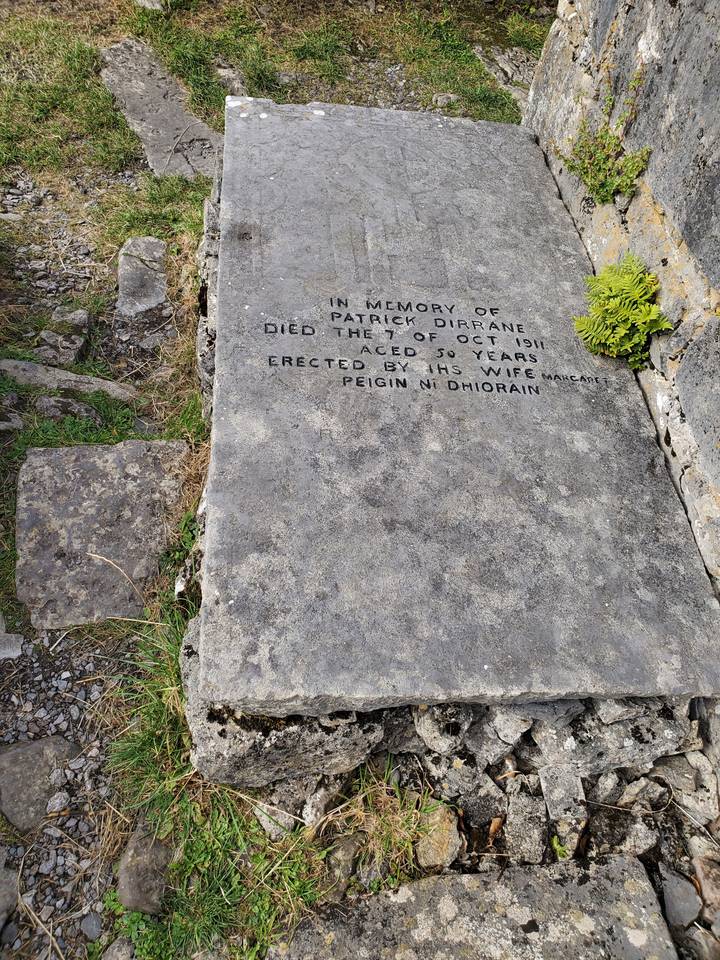 IN MEMORY OF
PATRICK DIRRANE
DIED THE 7 OF OCT 1911
AGED 50 YEARS
ERECTED BY IHS WIFE MARGARET
PEIGIN Ní DHIORAIN